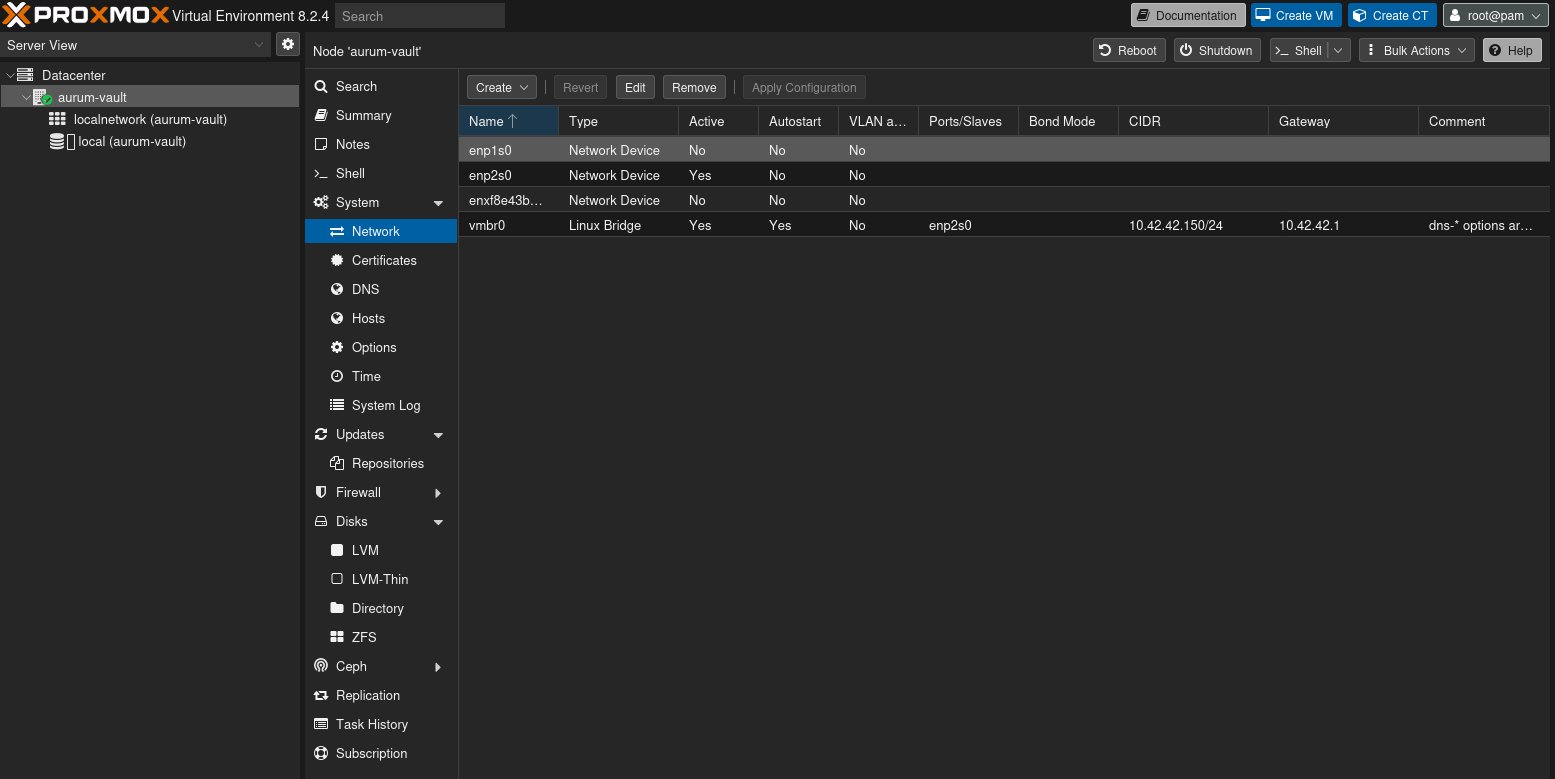 PROXMOX Virtual Environment 8.2.4 Search Documentation Create VM Create CT root@pam
Server View
Node 'aurum-vault' Reboot Shutdown Shell Bulk Actions Help
Datacenter
aurum-vault
localnetwork (aurum-vault)
local (aurum-vault)
Search
Summary
Notes
Shell
System
Network
Certificates
DNS
Hosts
Options
Time
System Log
Updates
Repositories
Firewall
Disks
LVM
LVM-Thin
Directory
ZFS
Ceph
Replication
Task History
Subscription
Create Revert Edit Remove Apply Configuration
Name Type Active Autostart VLAN a... Ports/Slaves Bond Mode CIDR Gateway Comment
enp1s0 Network Device No No No
enp2s0 Network Device Yes No No
enxf8e43b... Network Device No No No
vmbr0 Linux Bridge Yes Yes No enp2s0 10.42.42.150/24 10.42.42.1 dns-* options ar...